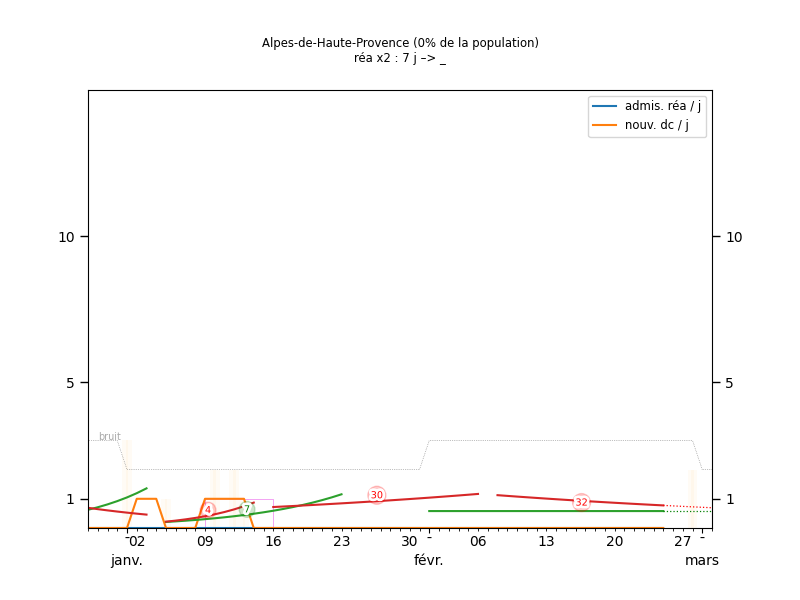 Alpes-de-Haute-Provence (0% de la population)
réa x2 : 7 j –> _
admis. réa / j
nouv. dc / j
10
10
5
5
bruit
1
1
4
7
30
32
02
09
16
23
30
06
13
20
27
janv.
févr.
mars